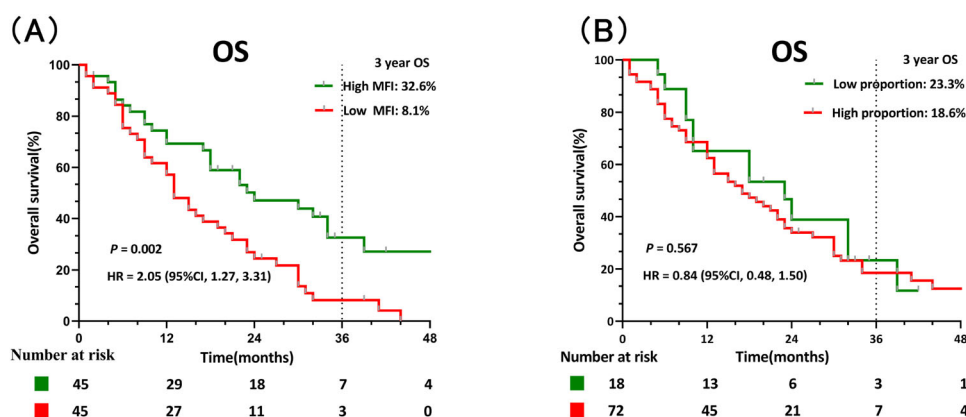 (A)
OS
3 year OS
High MFI: 32.6%
Low MFI: 8.1%
Overall survival(%)
100
80
60
40
20
0
P = 0.002
HR = 2.05 (95%CI, 1.27, 3.31)
0 12 24 36 48
Time(months)
Number at risk
45 29 18 7 4
45 27 11 3 0
(B)
OS
3 year OS
Low proportion: 23.3%
High proportion: 18.6%
Overall survival(%)
100
80
60
40
20
0
P = 0.567
HR = 0.84 (95%CI, 0.48, 1.50)
0 12 24 36 48
Time(months)
Number at risk
18 13 6 3 1
72 45 21 7 4